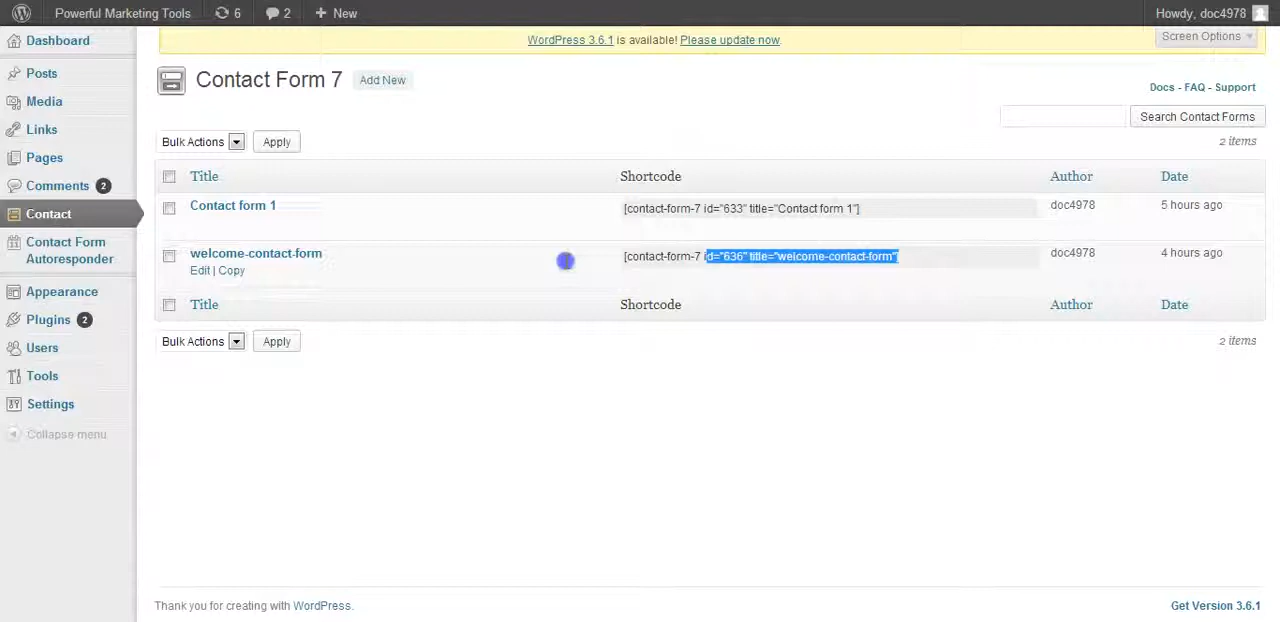 Powerful Marketing Tools 6 2 + New Howdy, doc4978
Dashboard
Posts
Media
Links
Pages
Comments 2
Contact
Contact Form
Autoresponder
Appearance
Plugins 2
Users
Tools
Settings
Collapse menu
WordPress 3.6.1 is available! Please update now.
Screen Options
Contact Form 7 Add New
Docs - FAQ - Support
Search Contact Forms
Bulk Actions Apply
2 items
Title Shortcode Author Date
Contact form 1 [contact-form-7 id="633" title="Contact form 1"] doc4978 5 hours ago
welcome-contact-form [contact-form-7 id="636" title="welcome-contact-form"] doc4978 4 hours ago
Edit | Copy
Title Shortcode Author Date
Bulk Actions Apply
2 items
Thank you for creating with WordPress.
Get Version 3.6.1